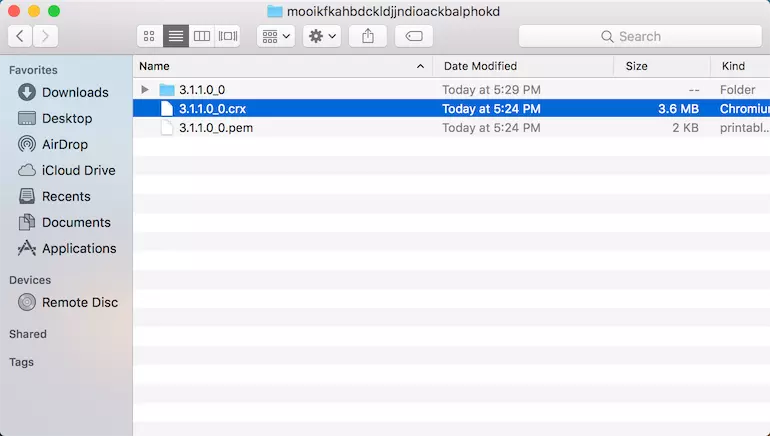 mooikfkahbdckldjjndioackbalphokd
Search
Favorites
Downloads
Desktop
AirDrop
iCloud Drive
Recents
Documents
Applications
Devices
Remote Disc
Shared
Tags
Name Date Modified Size Kind
3.1.1.0_0 Today at 5:29 PM -- Folder
3.1.1.0_0.crx Today at 5:24 PM 3.6 MB Chromiu
3.1.1.0_0.pem Today at 5:24 PM 2 KB printabl...